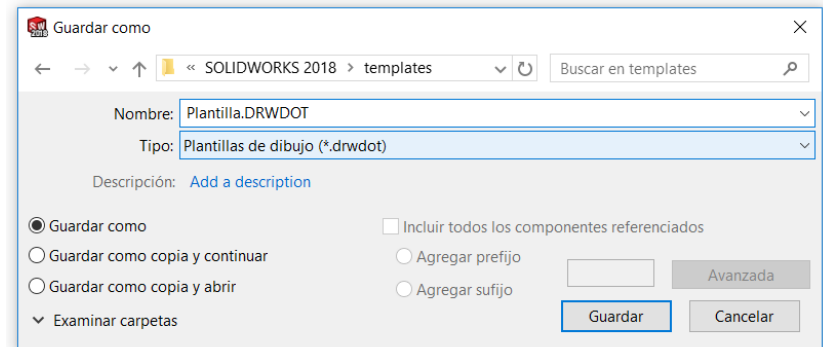 SW 2018 Guardar como
« SOLIDWORKS 2018 > templates Buscar en templates
Nombre: Plantilla.DRWDOT
Tipo: Plantillas de dibujo (*.drwdot)
Descripción: Add a description
Guardar como Incluir todos los componentes referenciados
Guardar como copia y continuar Agregar prefijo
Avanzada
Guardar como copia y abrir Agregar sufijo
Examinar carpetas Guardar Cancelar